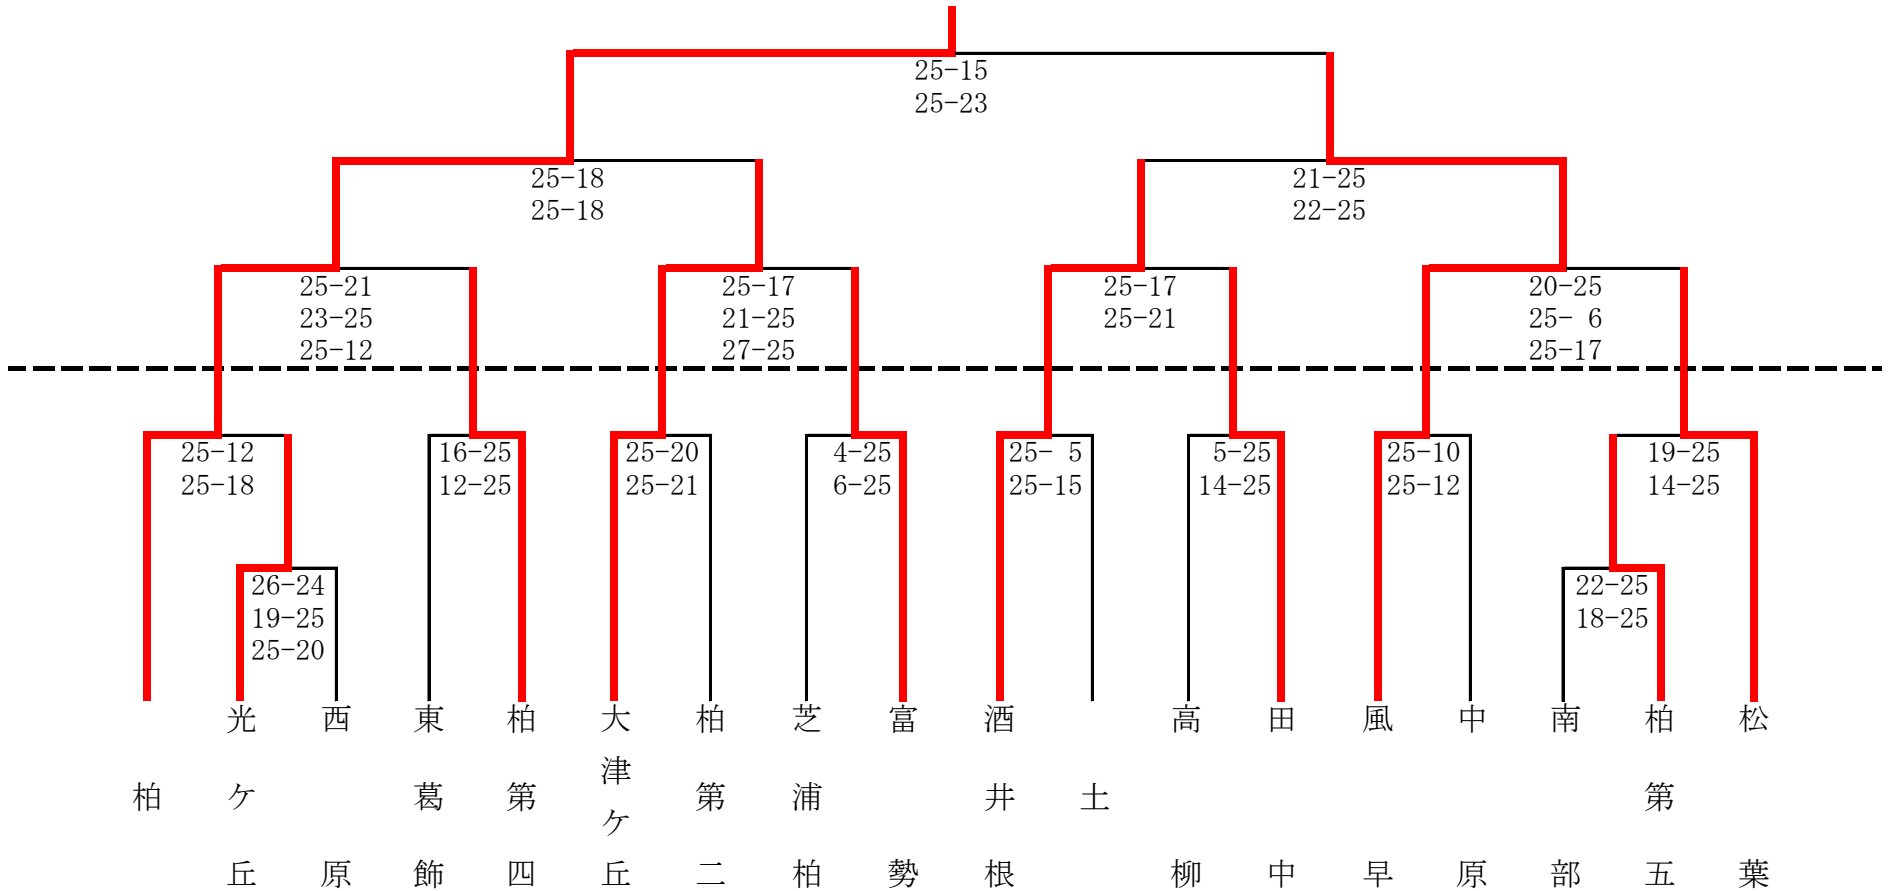 25-15
25-23
25-18
25-18
21-25
22-25
25-21
23-25
25-12
25-17
21-25
27-25
25-17
25-21
20-25
25- 6
25-17
25-12
25-18
16-25
12-25
25-20
25-21
4-25
6-25
25- 5
25-15
5-25
14-25
25-10
25-12
19-25
14-25
26-24
19-25
25-20
22-25
18-25
柏
光ケ丘
西原
東葛飾
柏第四
大津ケ丘
柏第二
芝浦柏
富勢
酒井根
土
高柳
田中
風早
中原
南部
柏第五
松葉